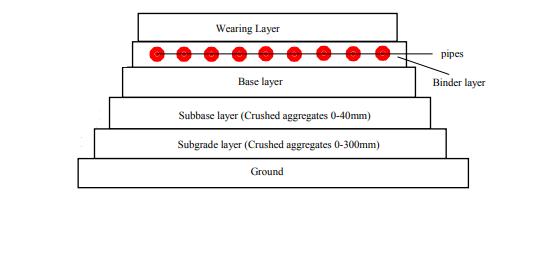 Wearing Layer
pipes
Binder layer
Base layer
Subbase layer (Crushed aggregates 0-40mm)
Subgrade layer (Crushed aggregates 0-300mm)
Ground